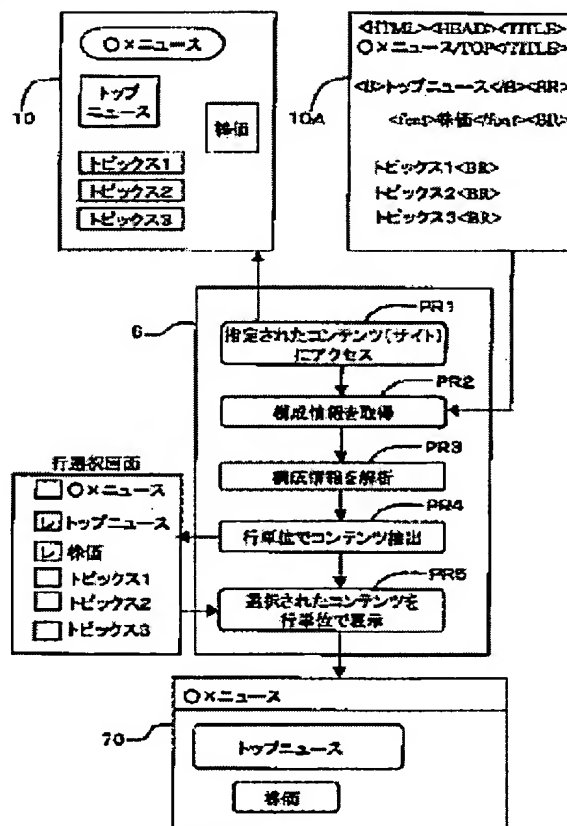 ○×ニュース
トップ
ニュース
株価
トピックス1
トピックス2
トピックス3
10
<HTML><HEAD><TITLE>
○×ニュース/TOP<TITLE>
<B>トップニュース</B><BR>
<font>株価</font><BR>
トピックス1<BR>
トピックス2<BR>
トピックス3<BR>
10A
6
PR1
指定されたコンテンツ(サイト)
にアクセス
PR2
構成情報を取得
PR3
構成情報を解析
PR4
行単位でコンテンツ抽出
PR5
選択されたコンテンツを
行単位で表示
行選択画面
○×ニュース
レ トップニュース
レ 株価
トピックス1
トピックス2
トピックス3
○×ニュース
70
トップニュース
株価